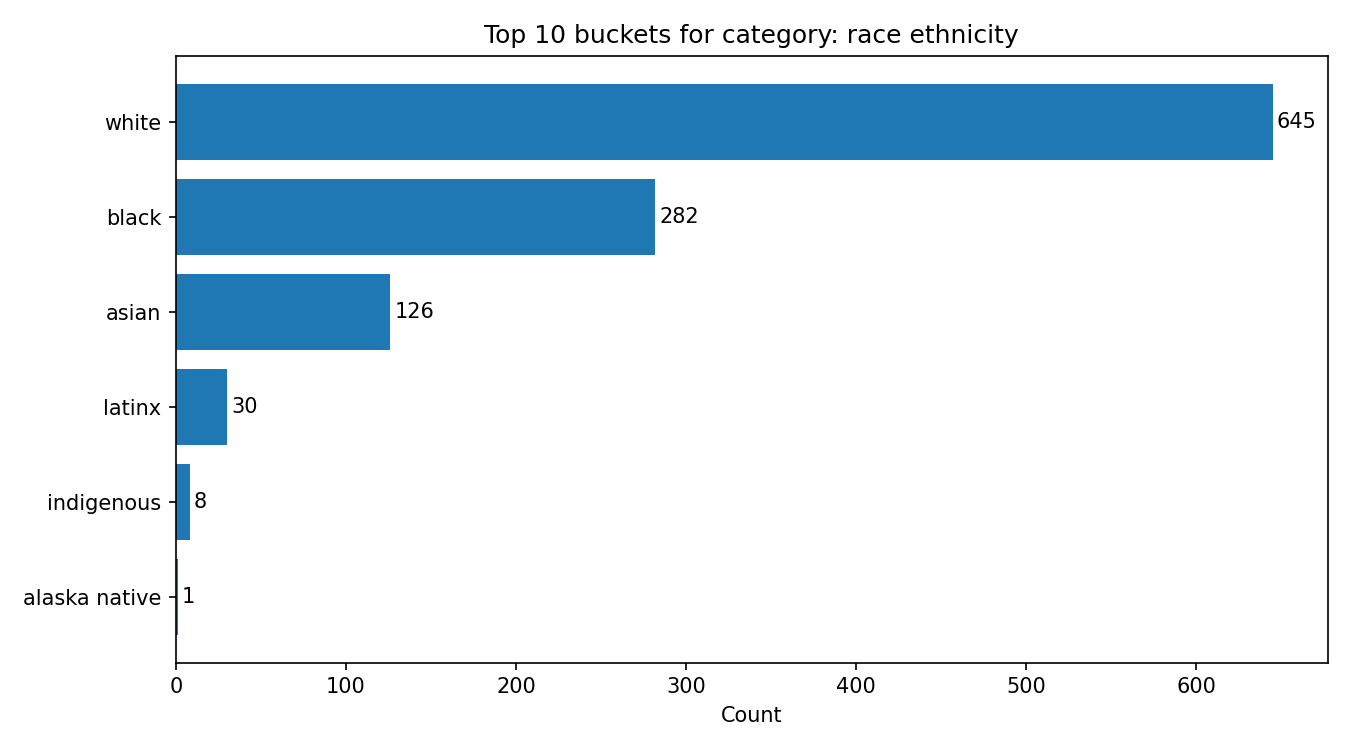 Top 10 buckets for category: race ethnicity
white
645
black
282
asian
126
latinx
30
indigenous
8
alaska native
1
0 100 200 300 400 500 600
Count